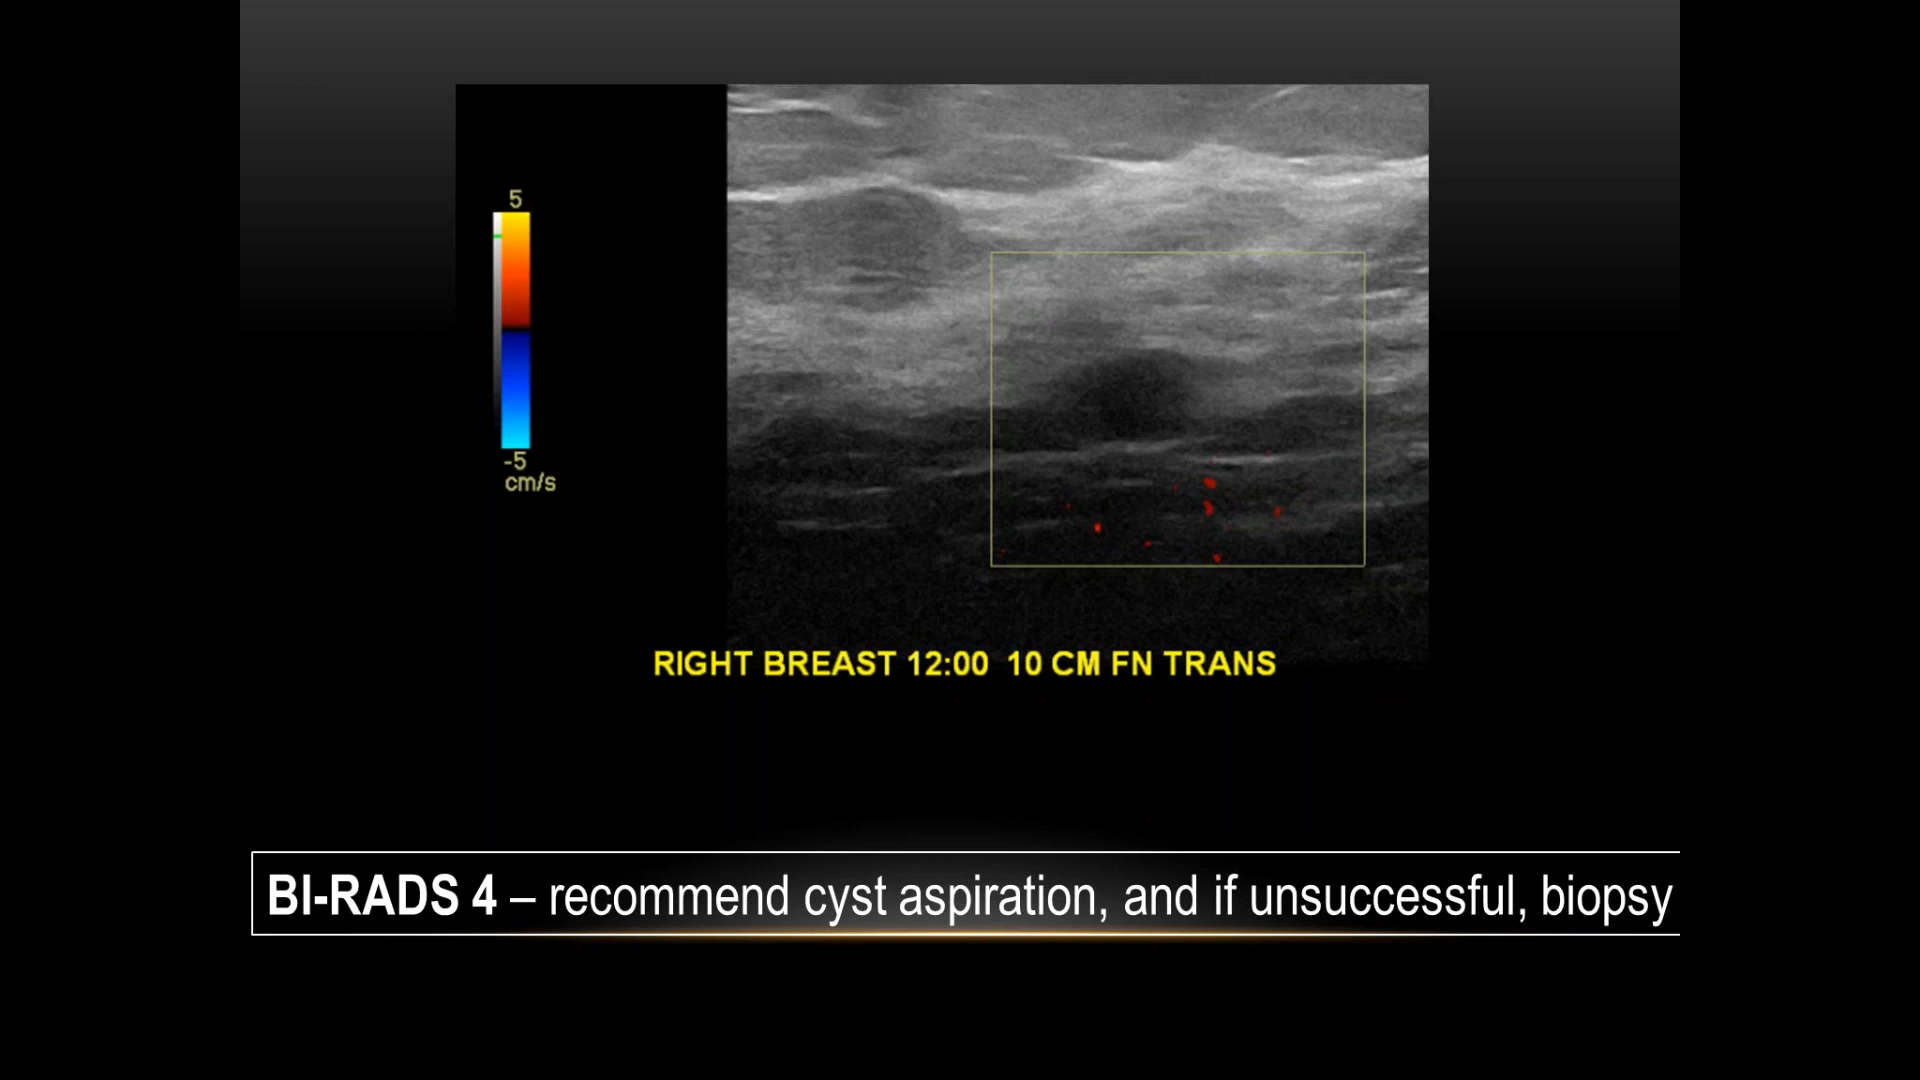 5
-5
cm/s
RIGHT BREAST 12:00 10 CM FN TRANS
BI-RADS 4 – recommend cyst aspiration, and if unsuccessful, biopsy